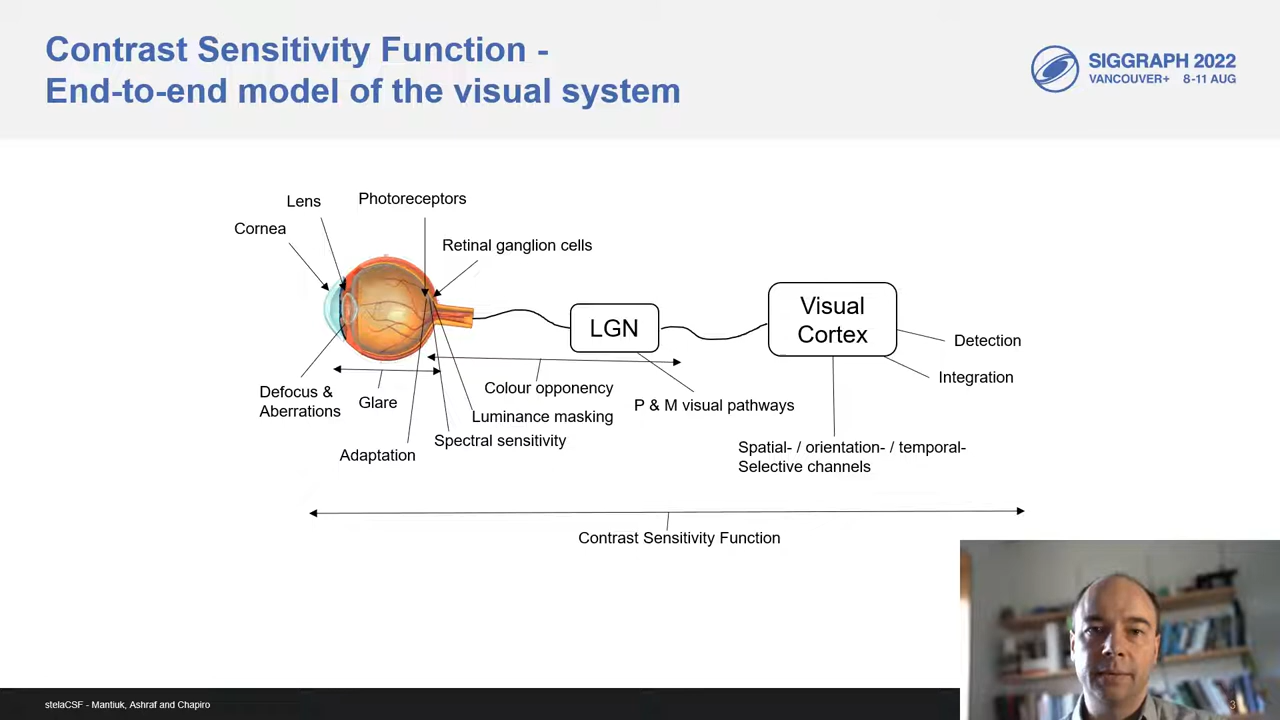 Contrast Sensitivity Function -
End-to-end model of the visual system
SIGGRAPH 2022
VANCOUVER+ 8-11 AUG
Lens
Photoreceptors
Cornea
Retinal ganglion cells
LGN
Visual
Cortex
Detection
Integration
Defocus &
Aberrations
Glare
Colour opponency
P & M visual pathways
Luminance masking
Spectral sensitivity
Adaptation
Spatial- / orientation- / temporal-
Selective channels
Contrast Sensitivity Function
stelaCSF - Mantiuk, Ashraf and Chapiro
3